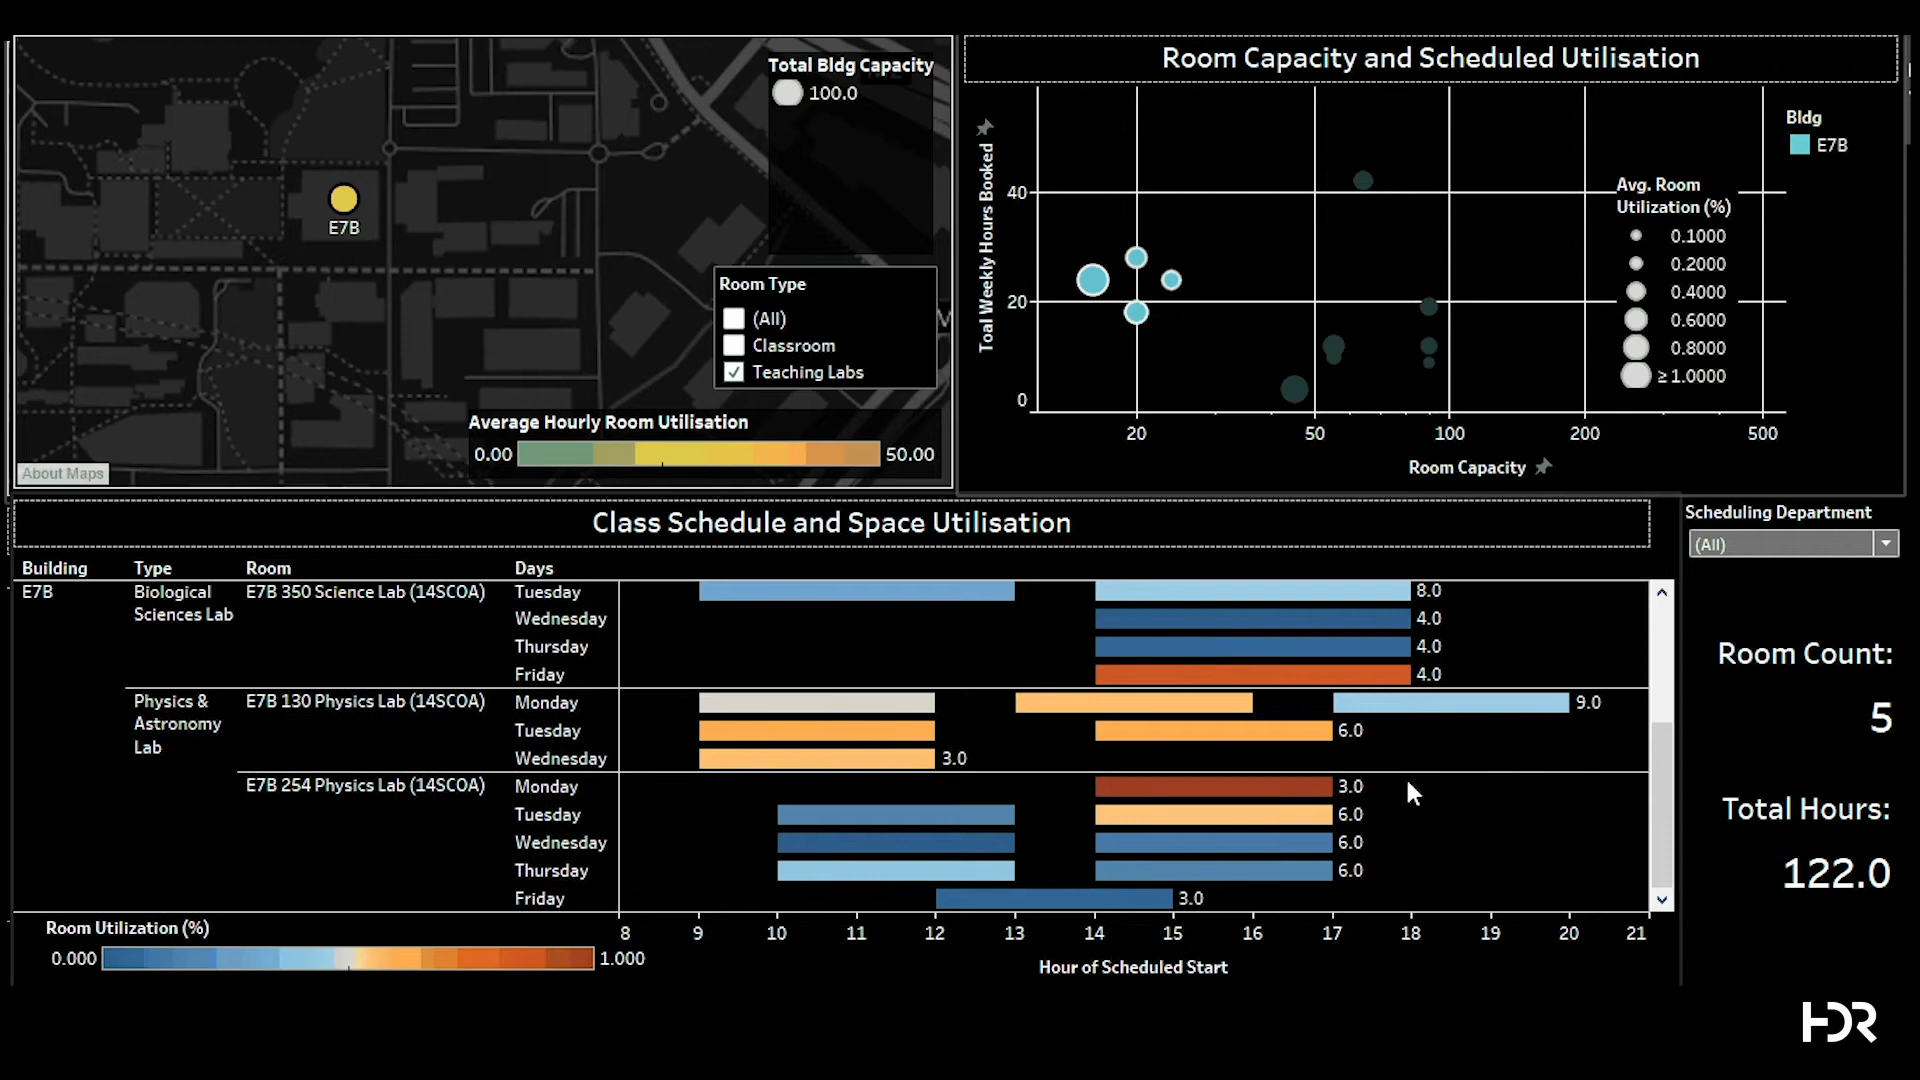 Total Bldg Capacity
100.0
E7B
Room Type
(All)
Classroom
Teaching Labs
Average Hourly Room Utilisation
0.00 50.00
About Maps
Room Capacity and Scheduled Utilisation
Toal Weekly Hours Booked
40
20
0
20 50 100 200 500
Room Capacity
Bldg
E7B
Avg. Room
Utilization (%)
0.1000
0.2000
0.4000
0.6000
0.8000
≥ 1.0000
Class Schedule and Space Utilisation
Building Type Room Days
E7B Biological E7B 350 Science Lab (14SCOA) Tuesday 8.0
Sciences Lab Wednesday 4.0
Thursday 4.0
Friday 4.0
Physics & E7B 130 Physics Lab (14SCOA) Monday 9.0
Astronomy Tuesday 6.0
Lab Wednesday 3.0
E7B 254 Physics Lab (14SCOA) Monday 3.0
Tuesday 6.0
Wednesday 6.0
Thursday 6.0
Friday 3.0
8 9 10 11 12 13 14 15 16 17 18 19 20 21
Hour of Scheduled Start
Room Utilization (%)
0.000 1.000
Scheduling Department
(All)
Room Count:
5
Total Hours:
122.0
HDR